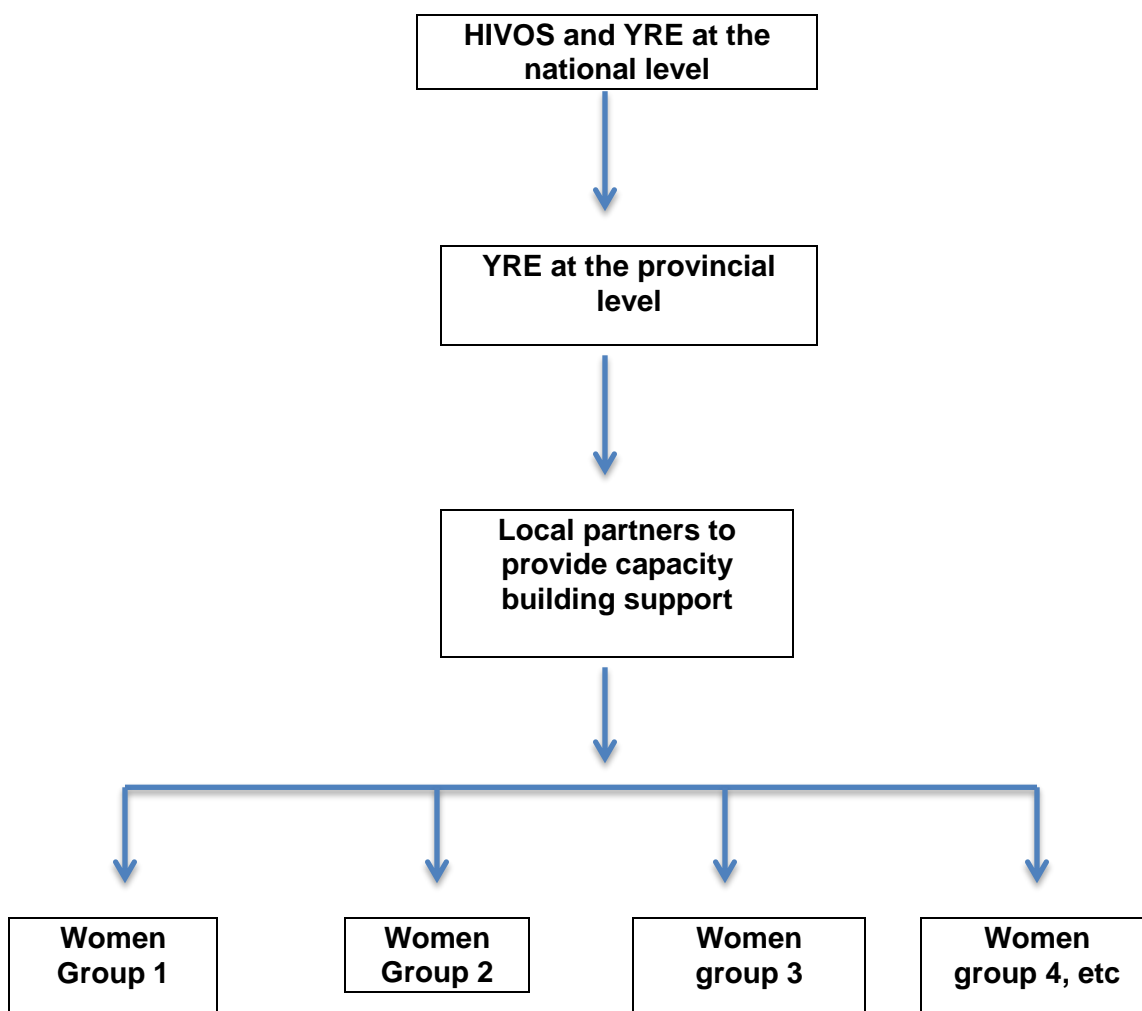 HIVOS and YRE at the
national level
YRE at the provincial
level
Local partners to
provide capacity
building support
Women
Group 1
Women
Group 2
Women
group 3
Women
group 4, etc